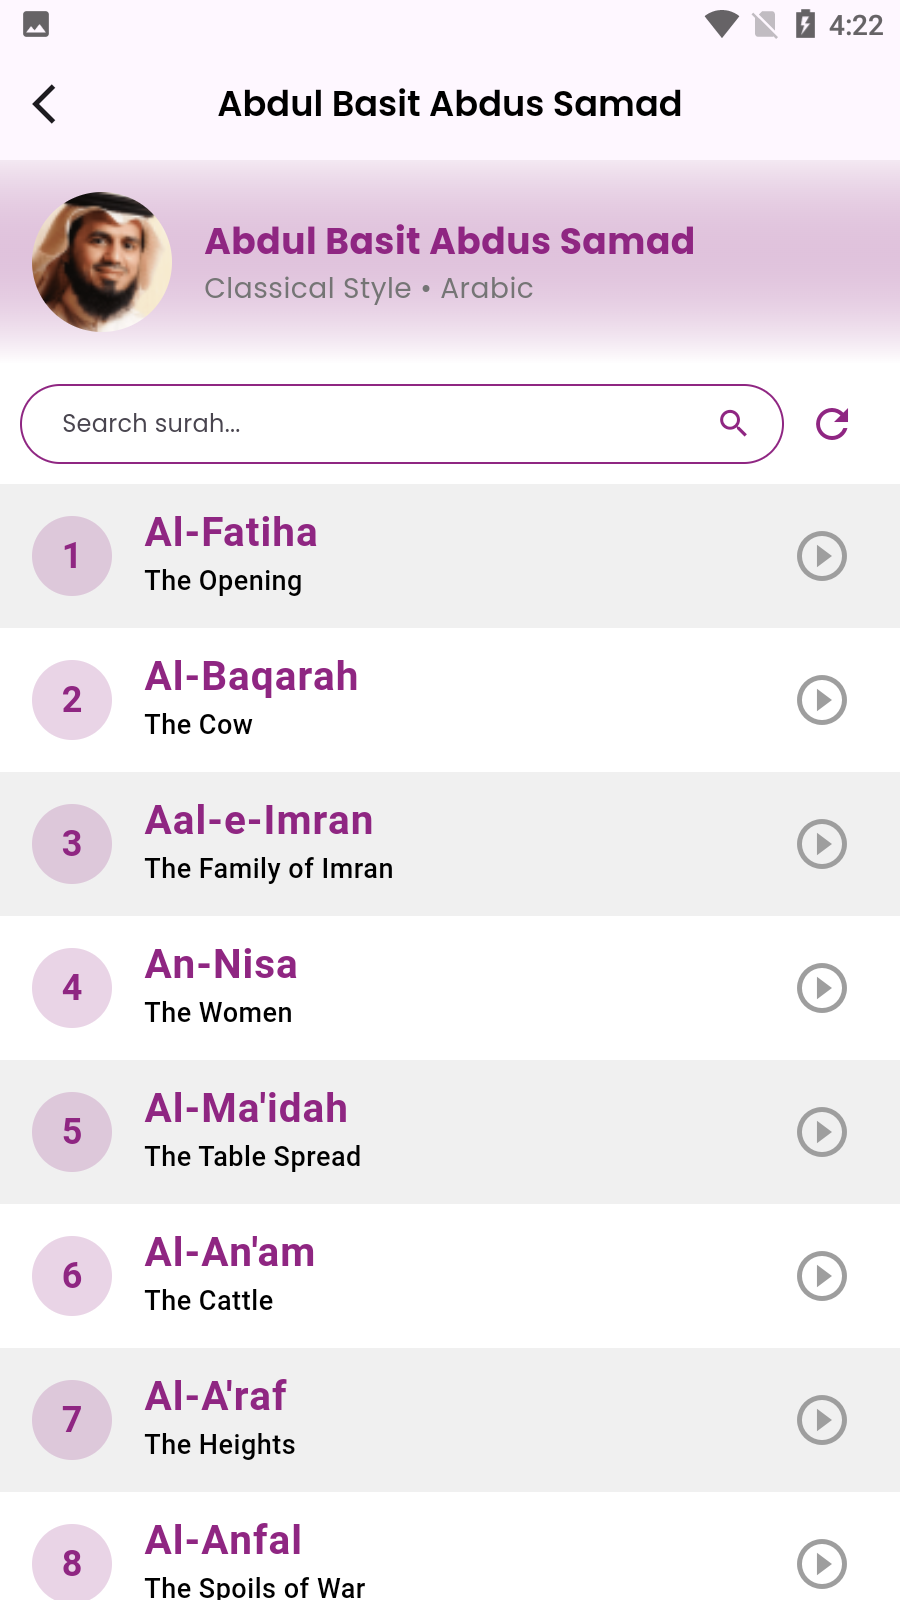 4:22
Abdul Basit Abdus Samad
Abdul Basit Abdus Samad
Classical Style • Arabic
Search surah...
1
Al-Fatiha
The Opening
2
Al-Baqarah
The Cow
3
Aal-e-Imran
The Family of Imran
4
An-Nisa
The Women
5
Al-Ma'idah
The Table Spread
6
Al-An'am
The Cattle
7
Al-A'raf
The Heights
8
Al-Anfal
The Spoils of War